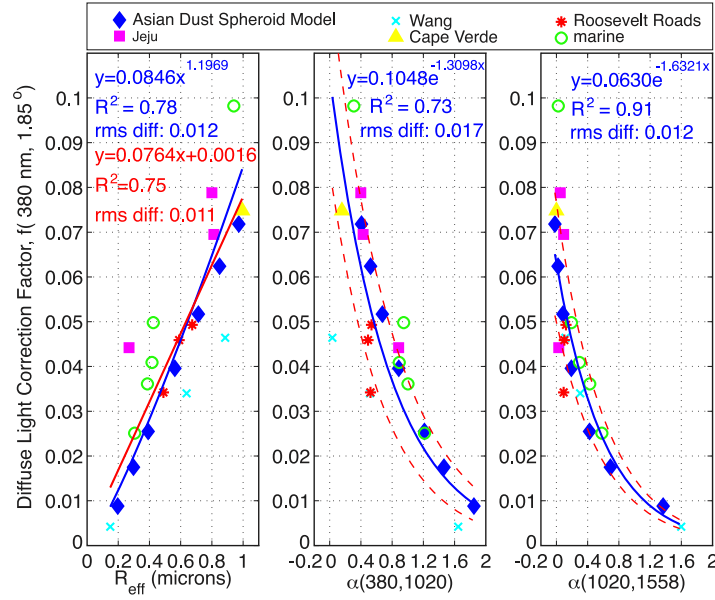 Asian Dust Spheroid Model Wang Roosevelt Roads
Jeju Cape Verde marine
Diffuse Light Correction Factor, f( 380 nm, 1.85°)
0.1
0.09
0.08
0.07
0.06
0.05
0.04
0.03
0.02
0.01
0
y=0.0846x^1.1969
R² = 0.78
rms diff: 0.012
y=0.0764x+0.0016
R²=0.75
rms diff: 0.011
0 0.2 0.4 0.6 0.8 1
R_eff (microns)
0.1
0.09
0.08
0.07
0.06
0.05
0.04
0.03
0.02
0.01
0
y=0.1048e^-1.3098x
R² = 0.73
rms diff: 0.017
-0.2 0.4 0.8 1.2 1.6 2
α(380,1020)
0.1
0.09
0.08
0.07
0.06
0.05
0.04
0.03
0.02
0.01
0
y=0.0630e^-1.6321x
R² = 0.91
rms diff: 0.012
-0.2 0 0.4 0.8 1.2 1.6 2
α(1020,1558)